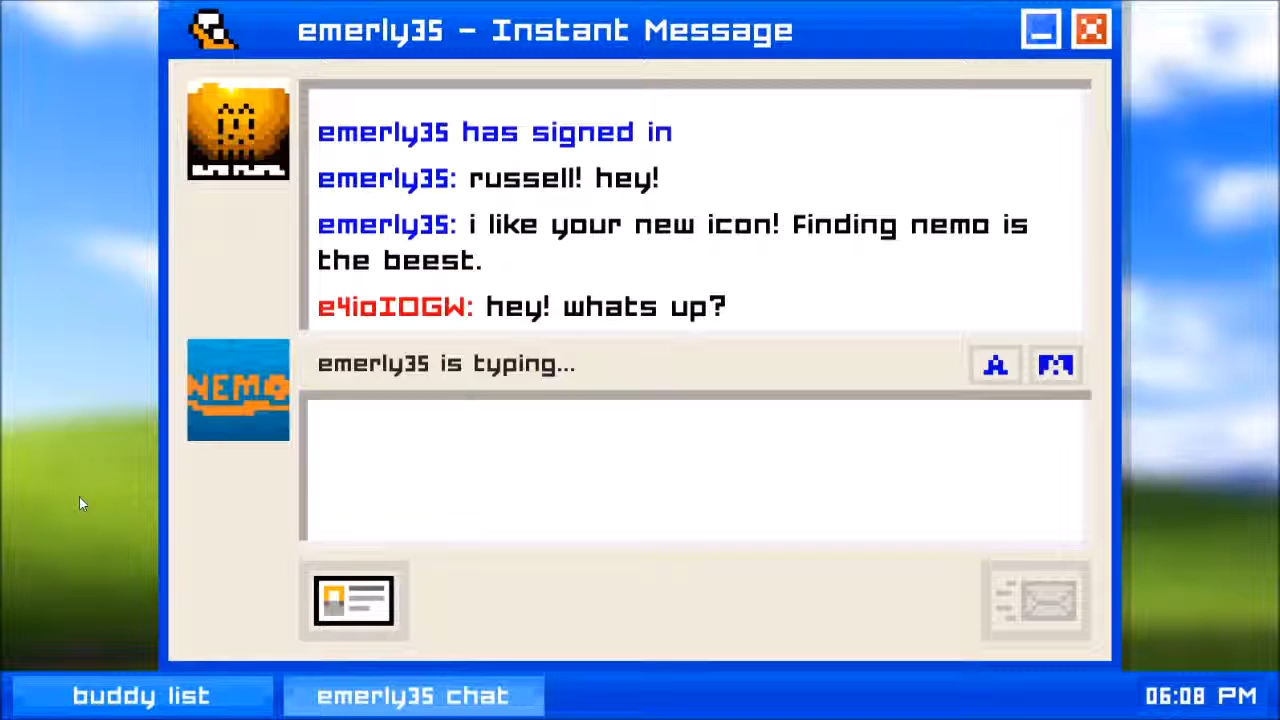 emerly35 - Instant Message
emerly35 has signed in
emerly35: russell! hey!
emerly35: i like your new icon! Finding nemo is
the beest.
e4ioIOGW: hey! whats up?
NEMO
emerly35 is typing...
A
buddy list
emerly35 chat
06:08 PM